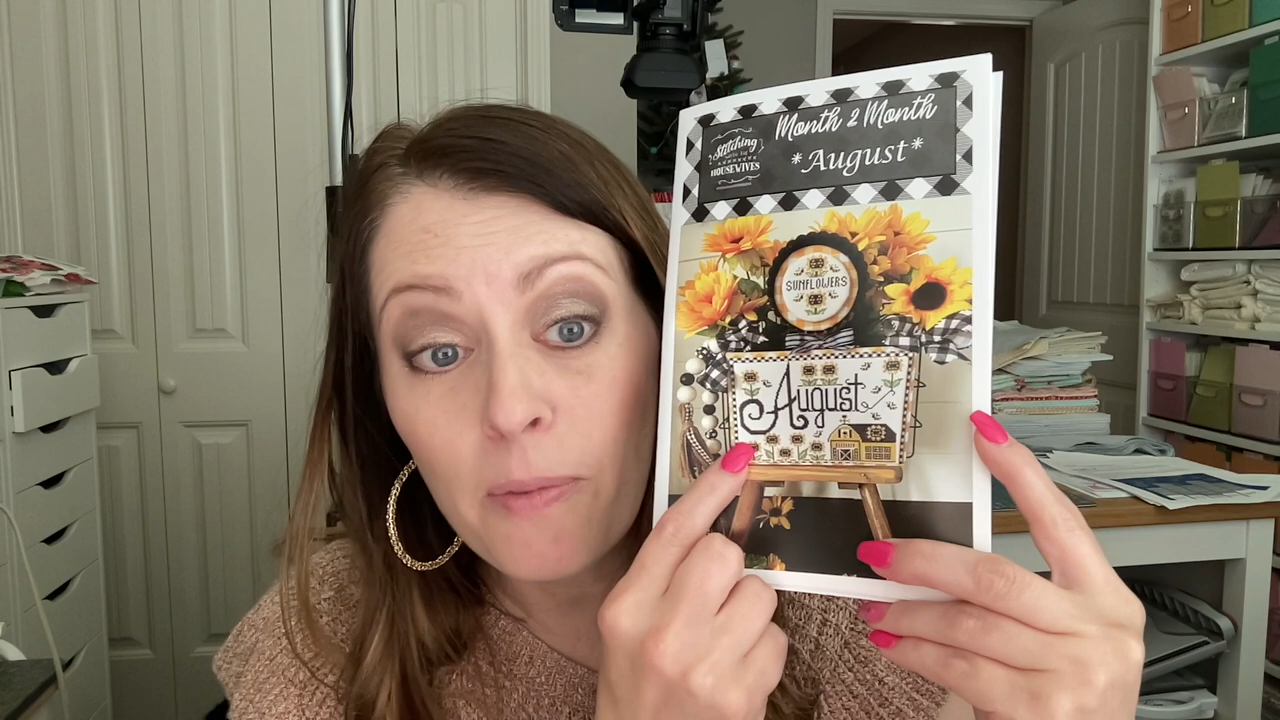 Month 2 Month
*August*
Stitching
WITH THE
HOUSEWIVES
SUNFLOWERS
August